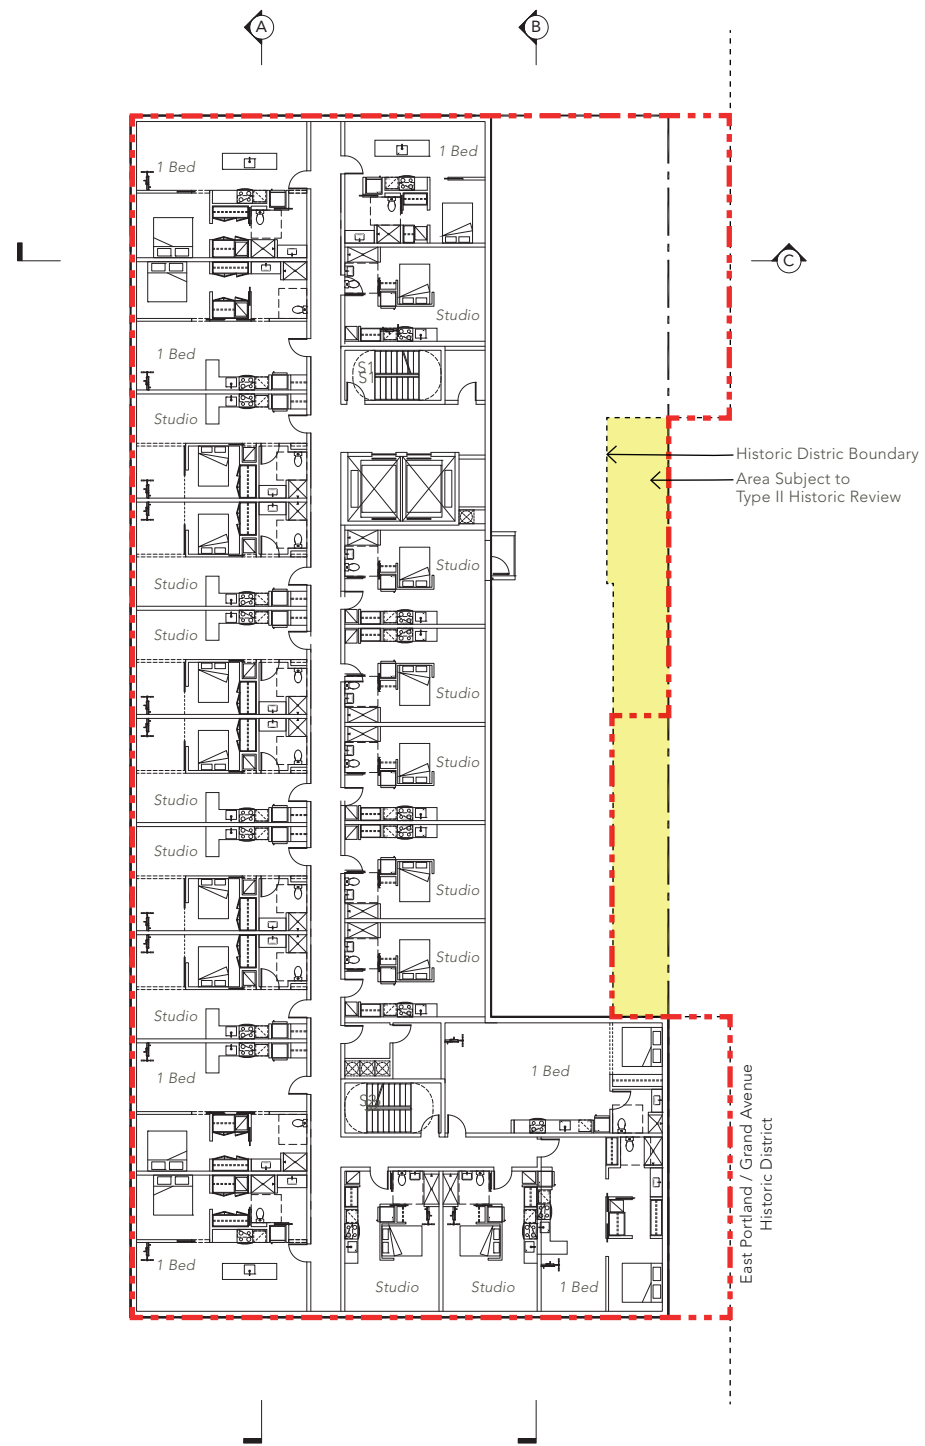 A
B
1 Bed
1 Bed
C
Studio
1 Bed
S1
S1
Studio
Historic Distric Boundary
Area Subject to
Type II Historic Review
Studio
Studio
Studio
Studio
Studio
Studio
Studio
Studio
Studio
Studio
1 Bed
1 Bed
East Portland / Grand Avenue
Historic District
1 Bed
Studio
Studio
1 Bed